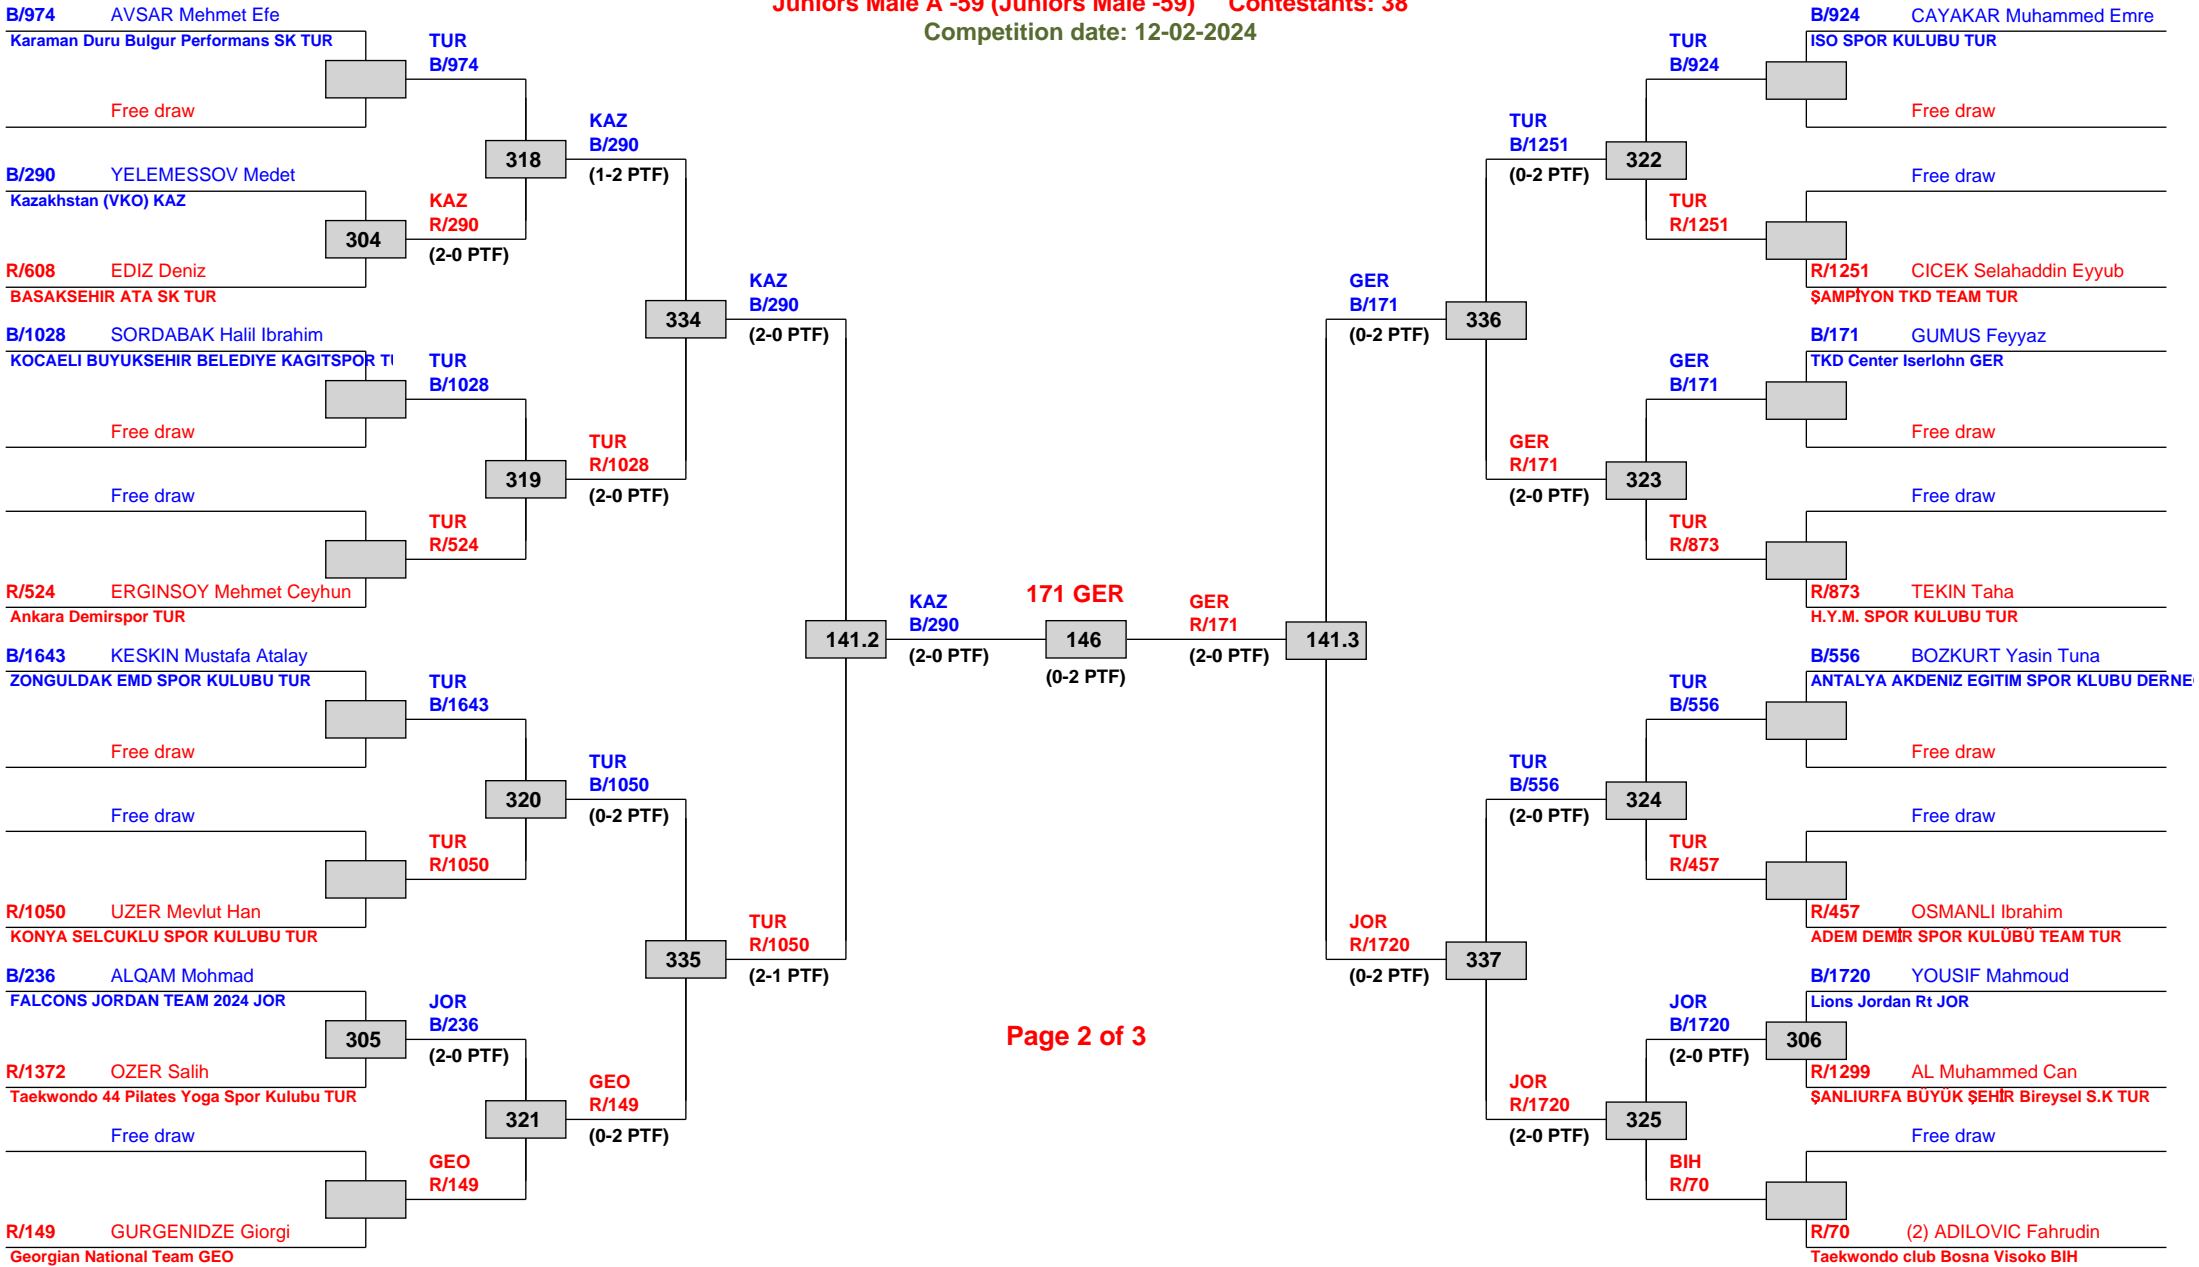 Juniors Male A -59 (Juniors Male -59) Contestants: 38
Competition date: 12-02-2024
B/974 AVSAR Mehmet Efe
Karaman Duru Bulgur Performans SK TUR
TUR
B/974
Free draw
KAZ
B/290
318
(1-2 PTF)
B/290 YELEMESSOV Medet
Kazakhstan (VKO) KAZ
KAZ
R/290
304
(2-0 PTF)
R/608 EDIZ Deniz
BASAKSEHIR ATA SK TUR
KAZ
B/290
334
(2-0 PTF)
B/1028 SORDABAK Halil Ibrahim
KOCAELI BUYUKSEHIR BELEDIYE KAGITSPOR
TUR
B/1028
Free draw
TUR
R/1028
319
(2-0 PTF)
Free draw
TUR
R/524
R/524 ERGINSOY Mehmet Ceyhun
Ankara Demirspor TUR
141.2
KAZ
B/290
(2-0 PTF)
B/1643 KESKIN Mustafa Atalay
ZONGULDAK EMD SPOR KULUBU TUR
TUR
B/1643
Free draw
TUR
B/1050
320
(0-2 PTF)
Free draw
TUR
R/1050
R/1050 UZER Mevlut Han
KONYA SELCUKLU SPOR KULUBU TUR
TUR
R/1050
335
(2-1 PTF)
B/236 ALQAM Mohmad
FALCONS JORDAN TEAM 2024 JOR
JOR
B/236
305
(2-0 PTF)
R/1372 OZER Salih
Taekwondo 44 Pilates Yoga Spor Kulubu TUR
GEO
R/149
321
(0-2 PTF)
Free draw
GEO
R/149
R/149 GURGENIDZE Giorgi
Georgian National Team GEO
171 GER
146
(0-2 PTF)
Page 2 of 3
GER
R/171
(2-0 PTF)
141.3
B/924 CAYAKAR Muhammed Emre
ISO SPOR KULUBU TUR
TUR
B/924
Free draw
TUR
B/1251
322
(0-2 PTF)
Free draw
TUR
R/1251
R/1251 CICEK Selahaddin Eyyub
ŞAMPİYON TKD TEAM TUR
GER
B/171
336
(0-2 PTF)
B/171 GUMUS Feyyaz
TKD Center Iserlohn GER
GER
B/171
Free draw
GER
R/171
323
(2-0 PTF)
Free draw
TUR
R/873
R/873 TEKIN Taha
H.Y.M. SPOR KULUBU TUR
B/556 BOZKURT Yasin Tuna
ANTALYA AKDENIZ EGITIM SPOR KLUBU
TUR
B/556
Free draw
TUR
B/556
324
(2-0 PTF)
Free draw
TUR
R/457
R/457 OSMANLI Ibrahim
ADEM DEMİR SPOR KULÜBÜ TEAM TUR
JOR
R/1720
337
(0-2 PTF)
B/1720 YOUSIF Mahmoud
Lions Jordan Rt JOR
JOR
B/1720
306
(2-0 PTF)
R/1299 AL Muhammed Can
ŞANLIURFA BÜYÜK ŞEHİR Bireysel S.K TUR
JOR
R/1720
325
(2-0 PTF)
Free draw
BIH
R/70
R/70 (2) ADILOVIC Fahrudin
Taekwondo club Bosna Visoko BIH